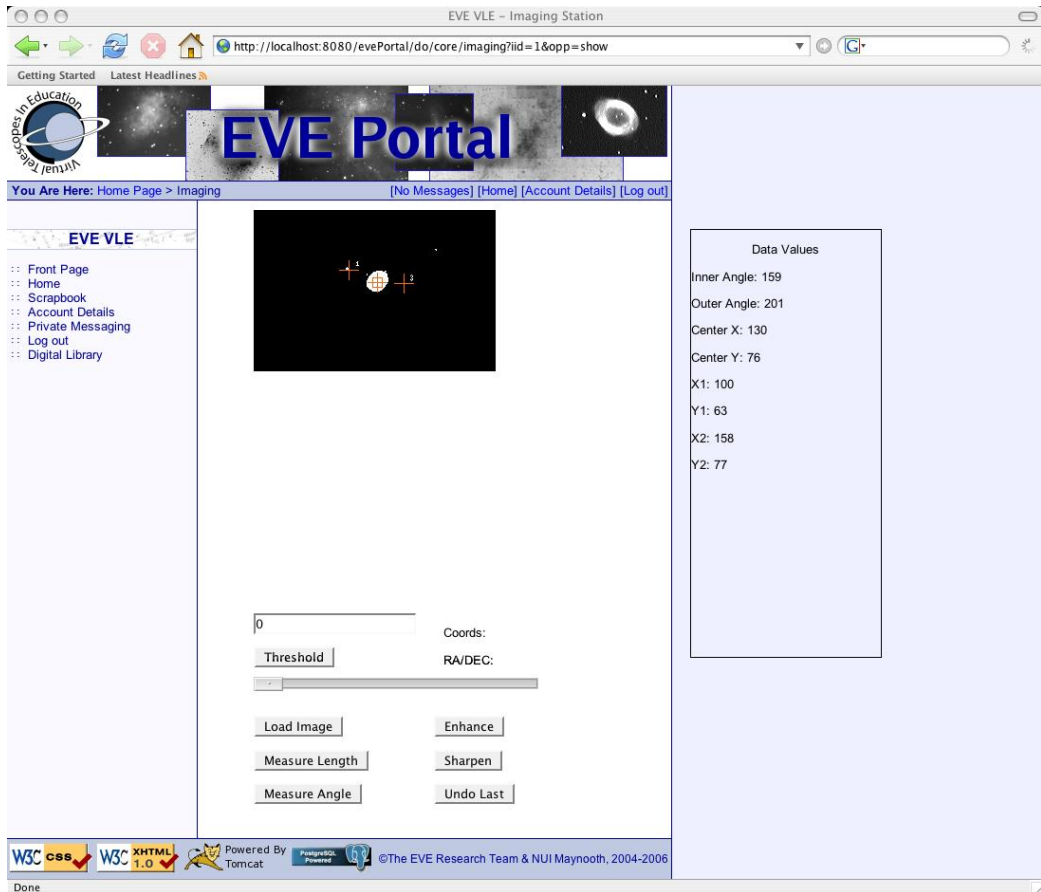 EVE VLE – Imaging Station
http://localhost:8080/evePortal/do/core/imaging?iid=1&opp=show
G
Getting Started Latest Headlines
Virtual Telescopes in Education
EVE Portal
You Are Here: Home Page > Imaging
[No Messages] [Home] [Account Details] [Log out]
EVE VLE
:: Front Page
:: Home
:: Scrapbook
:: Account Details
:: Private Messaging
:: Log out
:: Digital Library
1
3
Data Values
Inner Angle: 159
Outer Angle: 201
Center X: 130
Center Y: 76
X1: 100
Y1: 63
X2: 158
Y2: 77
0
Coords:
Threshold
RA/DEC:
Load Image
Enhance
Measure Length
Sharpen
Measure Angle
Undo Last
W3C css
W3C XHTML 1.0
Powered By
Tomcat
PostgreSQL
Powered
©The EVE Research Team & NUI Maynooth, 2004-2006
Done